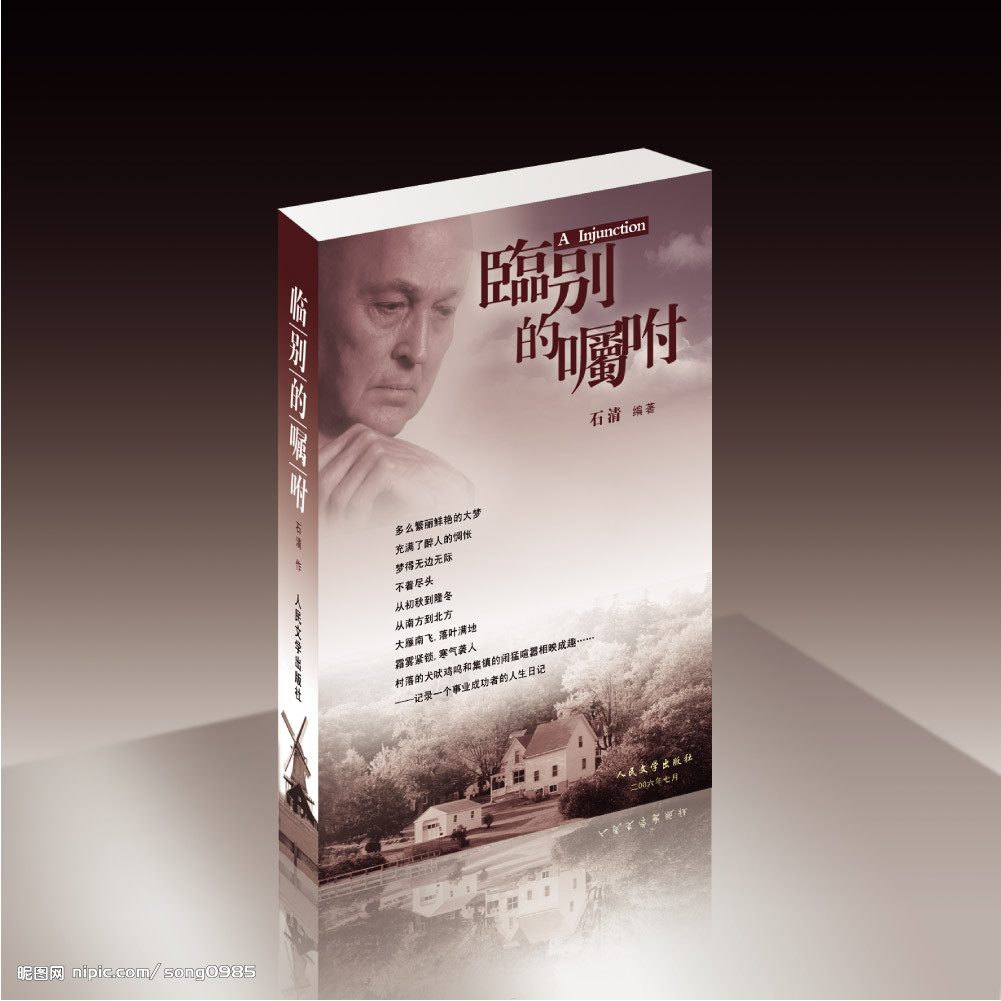 A Injunction
臨别
的囑咐
石清 编著
多么繁丽鲜艳的大梦
充满了醉人的惆怅
梦得无边无际
不着尽头
从初秋到隆冬
从南方到北方
大雁南飞,落叶满地
霜雾紧锁,寒气袭人
村落的犬吠鸡鸣和集镇的闹猛喧嚣相映成趣……
——记录一个事业成功者的人生日记
人民文学出版社
二00六年七月
临别的嘱咐
石清 作
人民文学出版社
昵图网 nipic.com/song0985